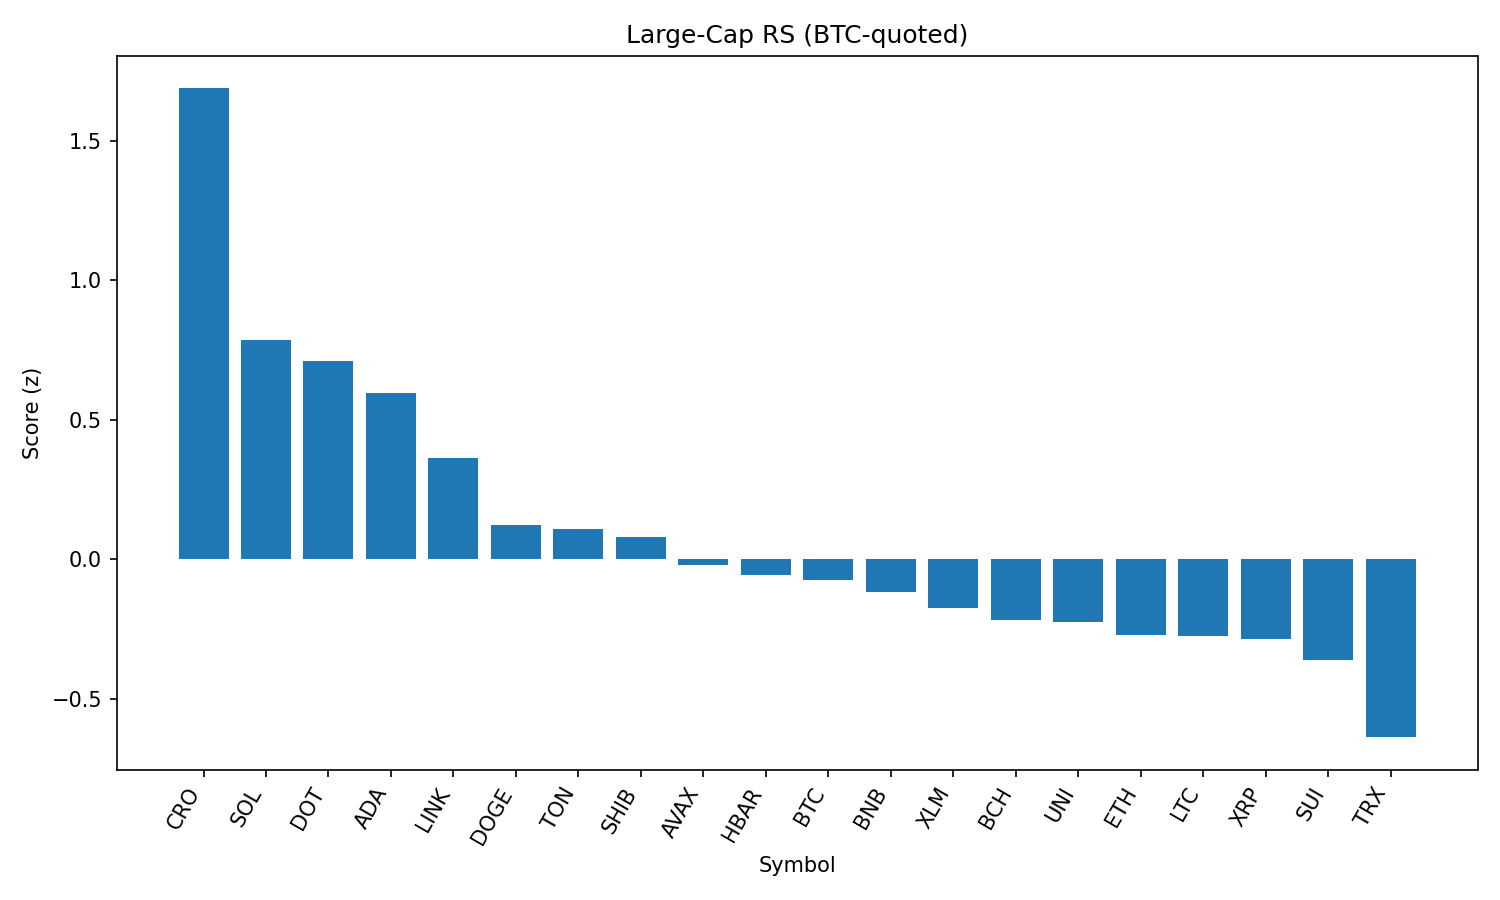 Large-Cap RS (BTC-quoted)
Score (z)
1.5
1.0
0.5
0.0
−0.5
CRO
SOL
DOT
ADA
LINK
DOGE
TON
SHIB
AVAX
HBAR
BTC
BNB
XLM
BCH
UNI
ETH
LTC
XRP
SUI
TRX
Symbol